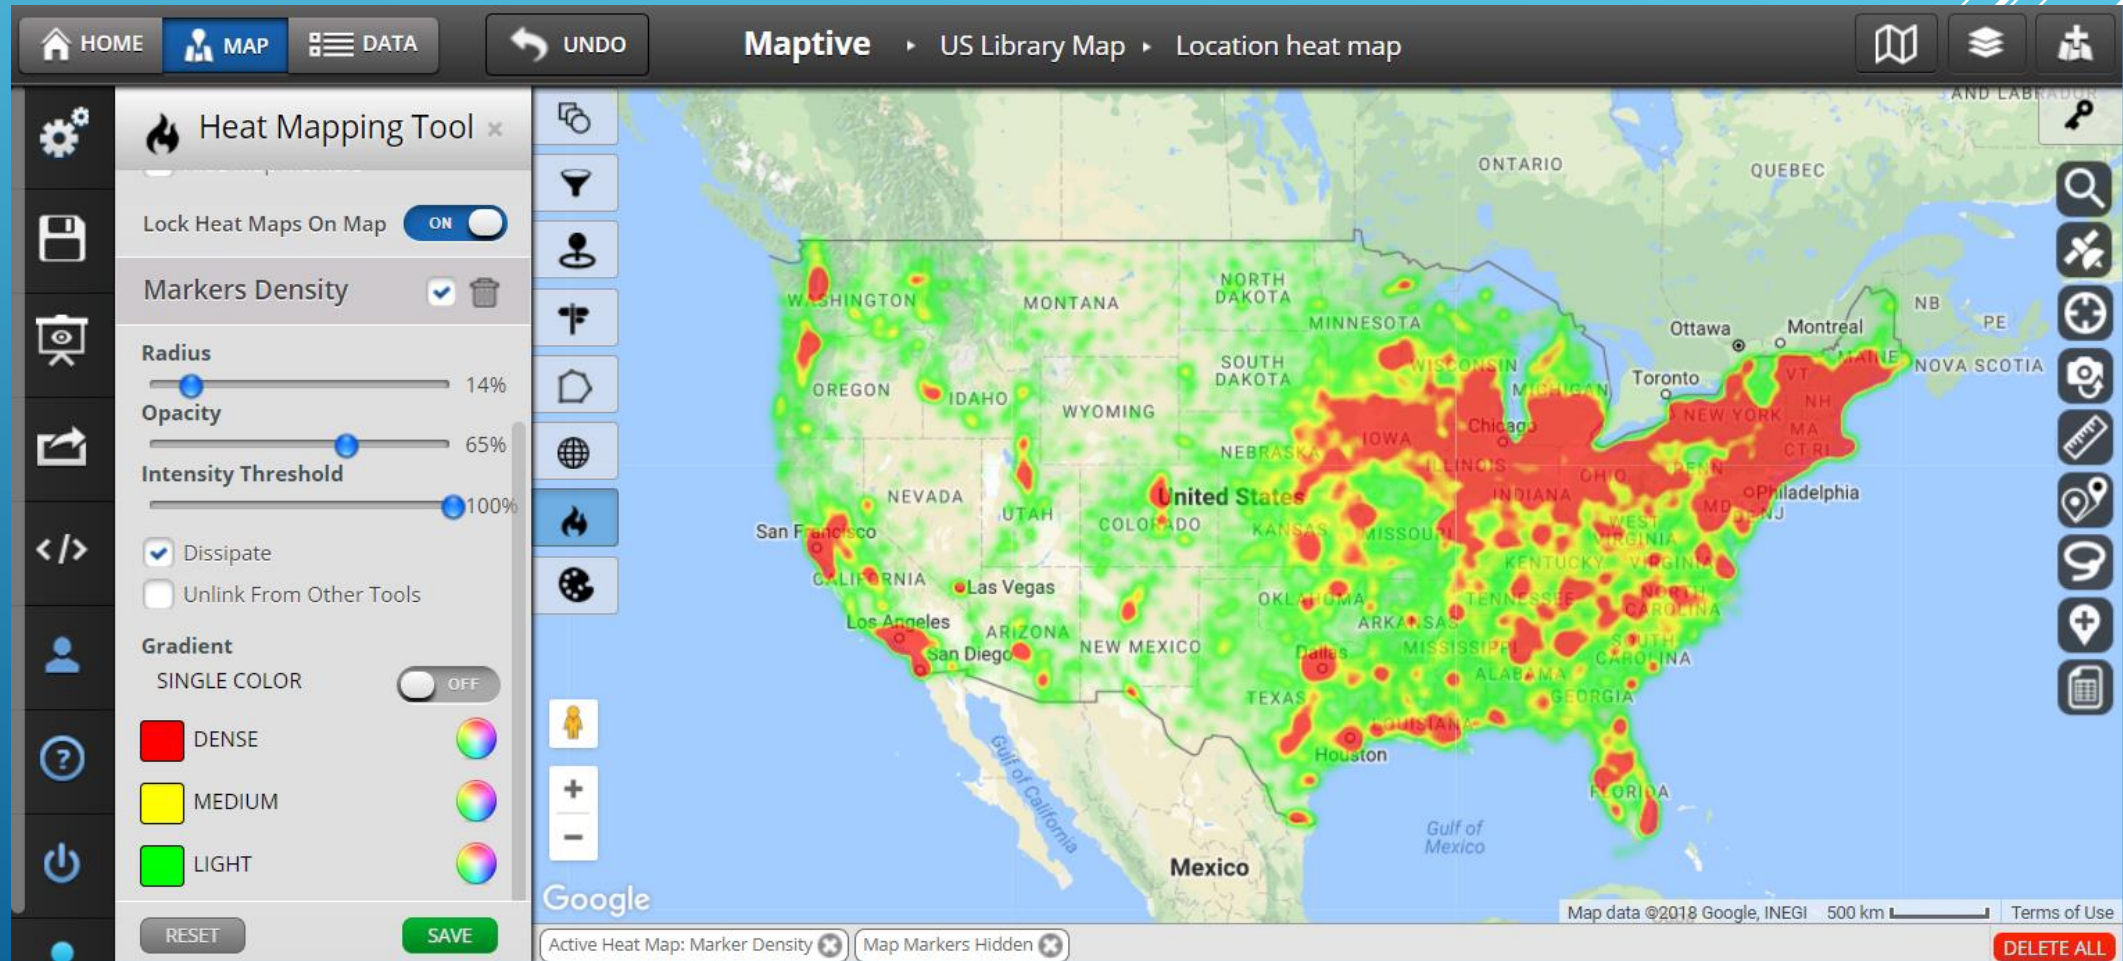 HOME
MAP
DATA
UNDO
Maptive ▸ US Library Map ▸ Location heat map
Heat Mapping Tool ×
Lock Heat Maps On Map ON
Markers Density
Radius
14%
Opacity
65%
Intensity Threshold
100%
Dissipate
Unlink From Other Tools
Gradient
SINGLE COLOR OFF
DENSE
MEDIUM
LIGHT
RESET
SAVE
AND LABRADOR
ONTARIO
QUEBEC
WASHINGTON
MONTANA
NORTH
DAKOTA
MINNESOTA
Ottawa
Montreal
NB
PE
MAINE
NOVA SCOTIA
OREGON
IDAHO
WYOMING
SOUTH
DAKOTA
WISCONSIN
MICHIGAN
Toronto
VT
NH
NEW YORK
MA
CT RI
Chicago
IOWA
NEBRASKA
ILLINOIS
INDIANA
OHIO
PENN
NEVADA
UTAH
COLORADO
United States
KANSAS
MISSOURI
WEST
VIRGINIA
MD
DE NJ
Philadelphia
San Francisco
CALIFORNIA
Las Vegas
KENTUCKY
VIRGINIA
OKLAHOMA
ARKANSAS
TENNESSEE
NORTH
CAROLINA
Los Angeles
San Diego
ARIZONA
NEW MEXICO
Dallas
MISSISSIPPI
ALABAMA
SOUTH
CAROLINA
GEORGIA
TEXAS
LOUISIANA
Houston
FLORIDA
Gulf of California
Gulf of
Mexico
Mexico
Google
Map data ©2018 Google, INEGI 500 km Terms of Use
Active Heat Map: Marker Density
Map Markers Hidden
DELETE ALL